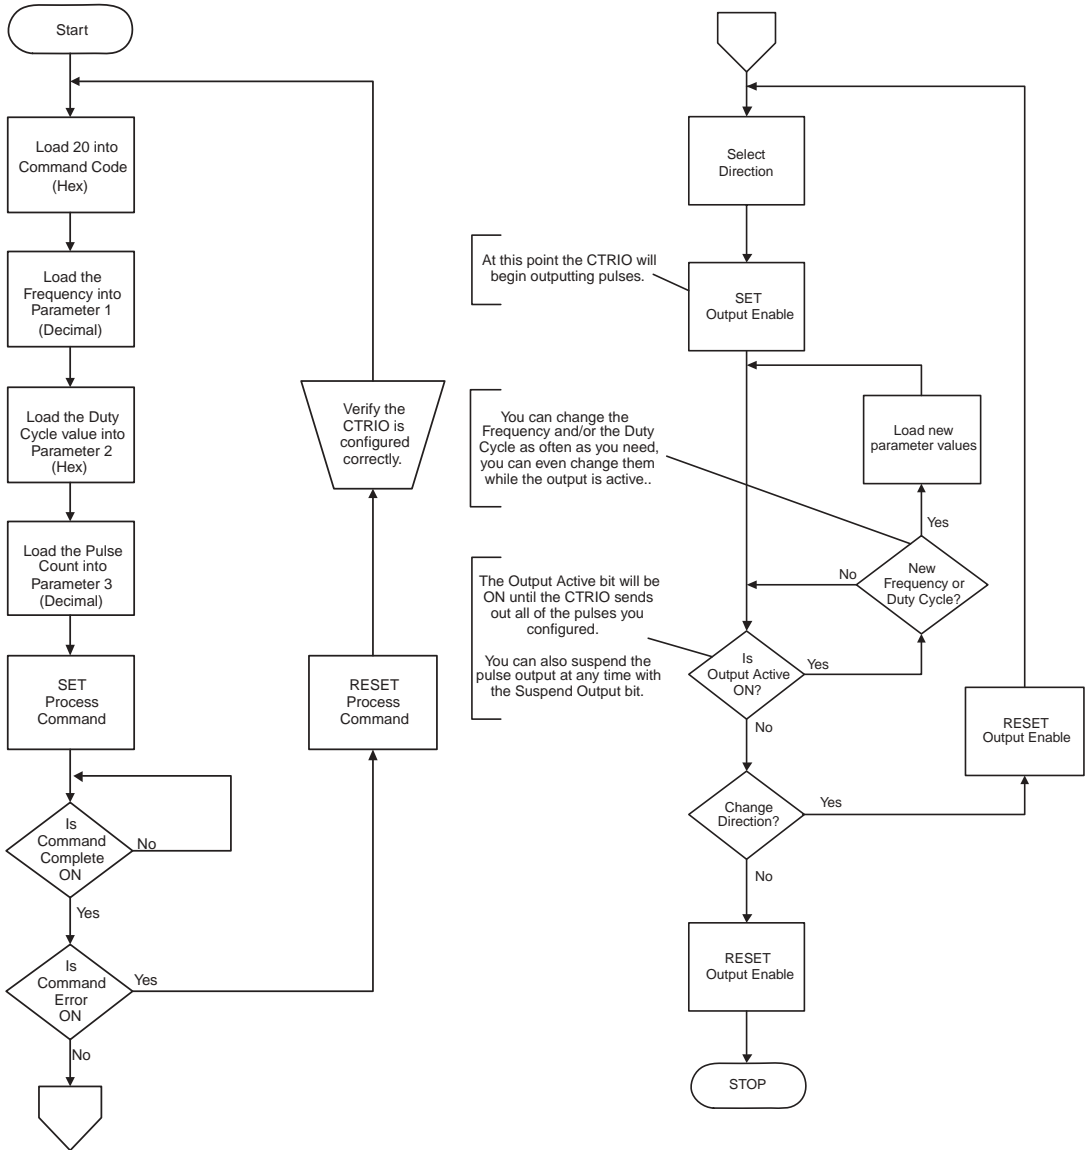 Start
Load 20 into
Command Code
(Hex)
Load the
Frequency into
Parameter 1
(Decimal)
Load the Duty
Cycle value into
Parameter 2
(Hex)
Load the Pulse
Count into
Parameter 3
(Decimal)
SET
Process
Command
Is
Command
Complete
ON
No
Yes
Is
Command
Error
ON
Yes
No
RESET
Process
Command
Verify the
CTRIO is
configured
correctly.
Select
Direction
At this point the CTRIO will
begin outputting pulses.
SET
Output Enable
You can change the
Frequency and/or the Duty
Cycle as often as you need,
you can even change them
while the output is active..
Load new
parameter values
Yes
New
Frequency or
Duty Cycle?
No
The Output Active bit will be
ON until the CTRIO sends
out all of the pulses you
configured.
You can also suspend the
pulse output at any time with
the Suspend Output bit.
Is
Output Active
ON?
Yes
No
RESET
Output Enable
Change
Direction?
Yes
No
RESET
Output Enable
STOP